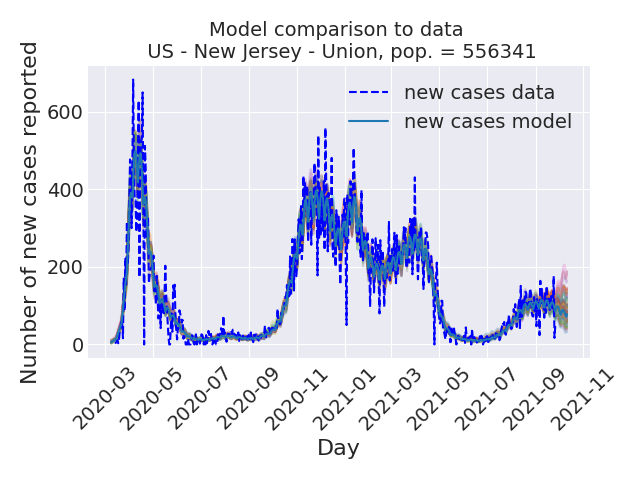 Model comparison to data
US - New Jersey - Union, pop. = 556341
Number of new cases reported
600
400
200
0
new cases data
new cases model
2020-03
2020-05
2020-07
2020-09
2020-11
2021-01
2021-03
2021-05
2021-07
2021-09
2021-11
Day